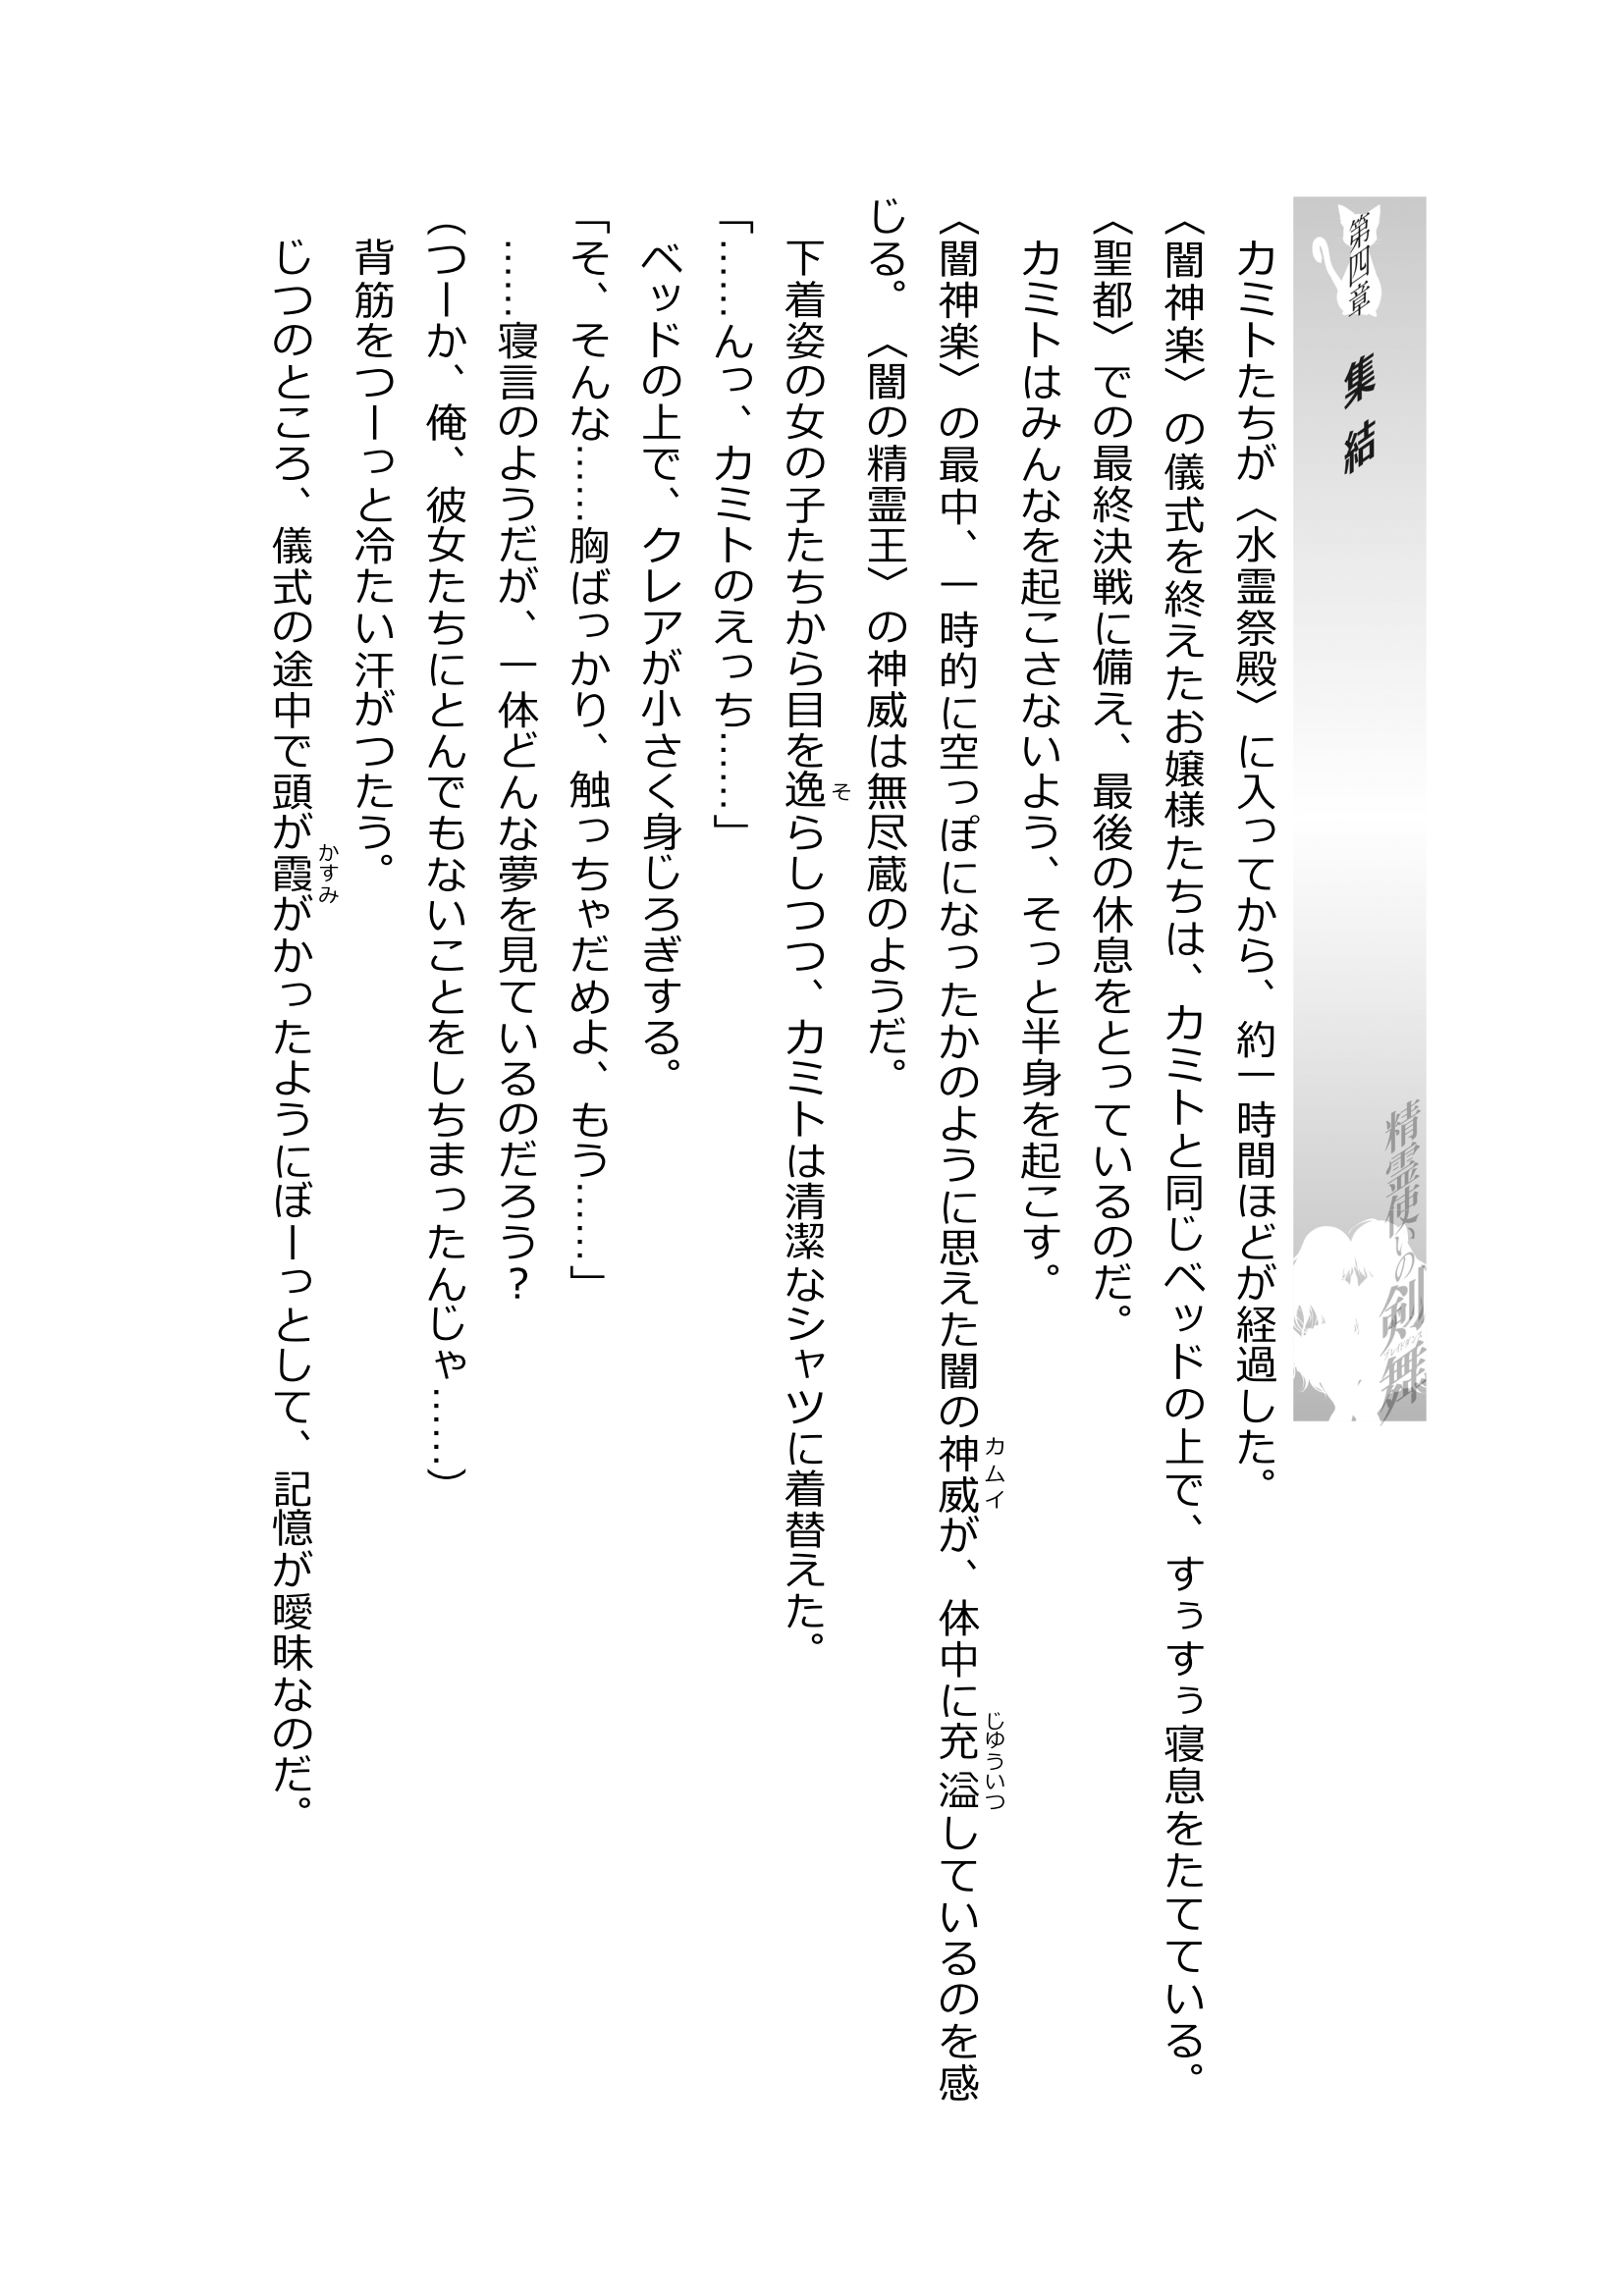 第四章 集結
精霊使いの剣舞
ブレイドダンス
カミトたちが〈水霊祭殿〉に入ってから、約一時間ほどが経過した。
〈闇神楽〉の儀式を終えたお嬢様たちは、カミトと同じベッドの上で、すぅすぅ寝息をたてている。
〈聖都〉での最終決戦に備え、最後の休息をとっているのだ。
カミトはみんなを起こさないよう、そっと半身を起こす。
〈闇神楽〉の最中、一時的に空っぽになったかのように思えた闇の神威カムイが、体中に充溢じゆういつしているのを感
じる。〈闇の精霊王〉の神威は無尽蔵のようだ。
下着姿の女の子たちから目を逸そらしつつ、カミトは清潔なシャツに着替えた。
「……んっ、カミトのえっち……」
ベッドの上で、クレアが小さく身じろぎする。
「そ、そんな……胸ばっかり、触っちゃだめよ、もう……」
……寝言のようだが、一体どんな夢を見ているのだろう？
（つーか、俺、彼女たちにとんでもないことをしちまったんじゃ……）
背筋をつーっと冷たい汗がつたう。
じつのところ、儀式の途中で頭が霞かすみがかったようにぼーっとして、記憶が曖昧なのだ。